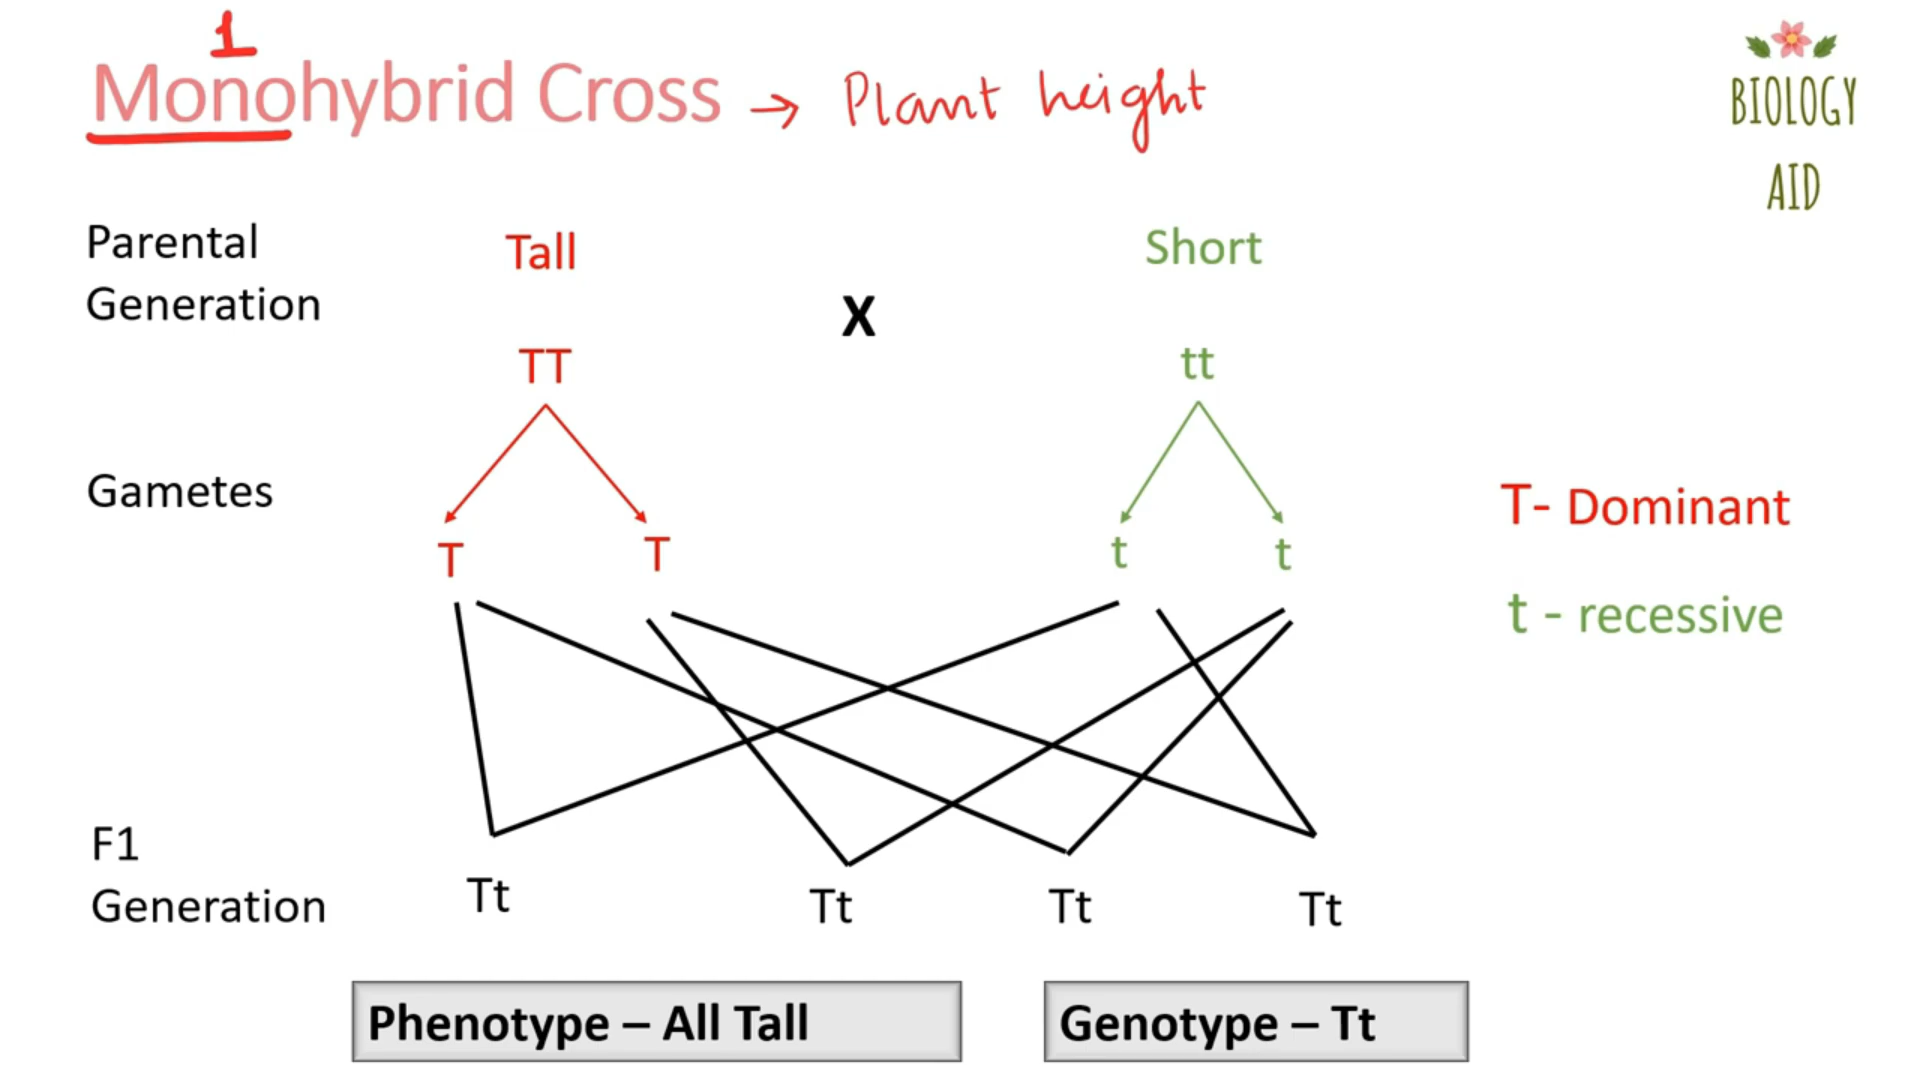 1
Monohybrid Cross → Plant height
BIOLOGY
AID
Parental
Generation
Tall
X
Short
TT
tt
Gametes
T
T
t
t
T- Dominant
t - recessive
F1
Generation
Tt
Tt
Tt
Tt
Phenotype – All Tall
Genotype – Tt